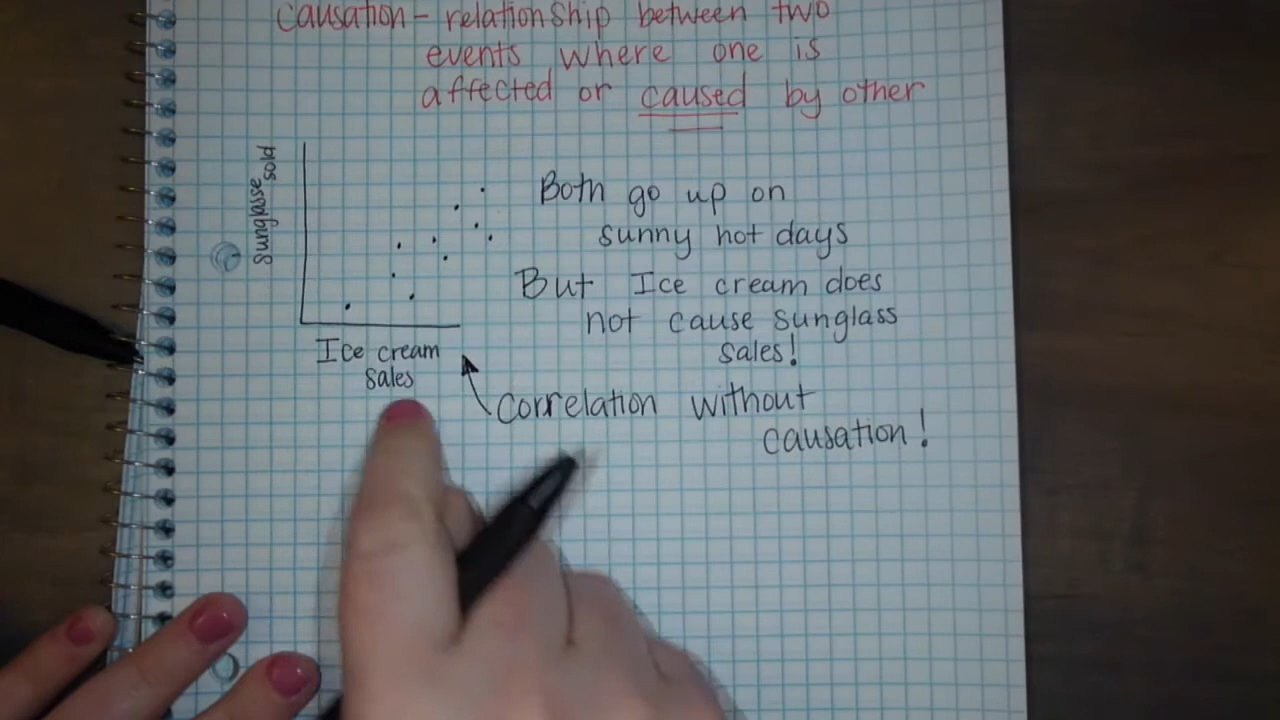 Causation - relationship between two
events where one is
affected or caused by other
Sunglasse
sold
Both go up on
sunny hot days
But Ice cream does
not cause sunglass
sales!
Ice cream
sales
Correlation without
causation!